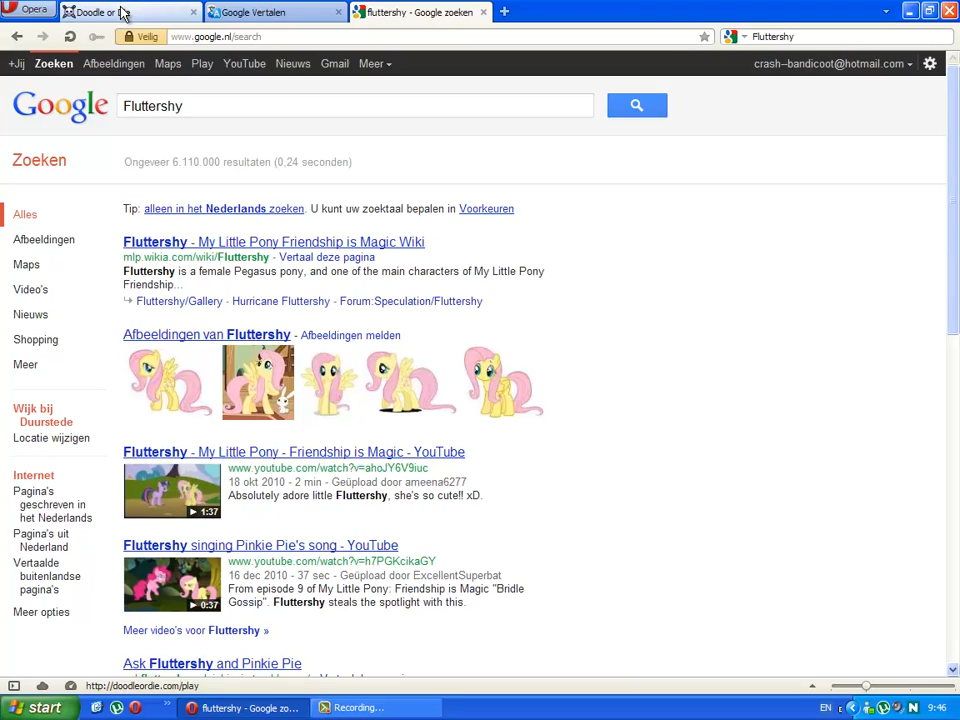 Opera
Doodle or Die
Google Vertalen
fluttershy - Google zoeken
Veilig
www.google.nl/search
Fluttershy
+Jij Zoeken Afbeeldingen Maps Play YouTube Nieuws Gmail Meer
crash--bandicoot@hotmail.com
Google
Fluttershy
Zoeken
Ongeveer 6.110.000 resultaten (0,24 seconden)
Alles
Afbeeldingen
Maps
Video's
Nieuws
Shopping
Meer
Wijk bij
Duurstede
Locatie wijzigen
Internet
Pagina's
geschreven in
het Nederlands
Pagina's uit
Nederland
Vertaalde
buitenlandse
pagina's
Meer opties
Tip: alleen in het Nederlands zoeken. U kunt uw zoektaal bepalen in Voorkeuren
Fluttershy - My Little Pony Friendship is Magic Wiki
mlp.wikia.com/wiki/Fluttershy - Vertaal deze pagina
Fluttershy is a female Pegasus pony, and one of the main characters of My Little Pony
Friendship...
Fluttershy/Gallery - Hurricane Fluttershy - Forum:Speculation/Fluttershy
Afbeeldingen van Fluttershy - Afbeeldingen melden
Fluttershy - My Little Pony - Friendship is Magic - YouTube
www.youtube.com/watch?v=ahoJY6V9iuc
18 okt 2010 - 2 min - Geüpload door ameena6277
Absolutely adore little Fluttershy, she's so cute!! xD.
1:37
Fluttershy singing Pinkie Pie's song - YouTube
www.youtube.com/watch?v=h7PGKcikaGY
16 dec 2010 - 37 sec - Geüpload door ExcellentSuperbat
From episode 9 of My Little Pony: Friendship is Magic "Bridle
Gossip". Fluttershy steals the spotlight with this.
0:37
Meer video's voor Fluttershy »
Ask Fluttershy and Pinkie Pie
http://doodleordie.com/play
start
fluttershy - Google zo...
Recording...
EN
9:46